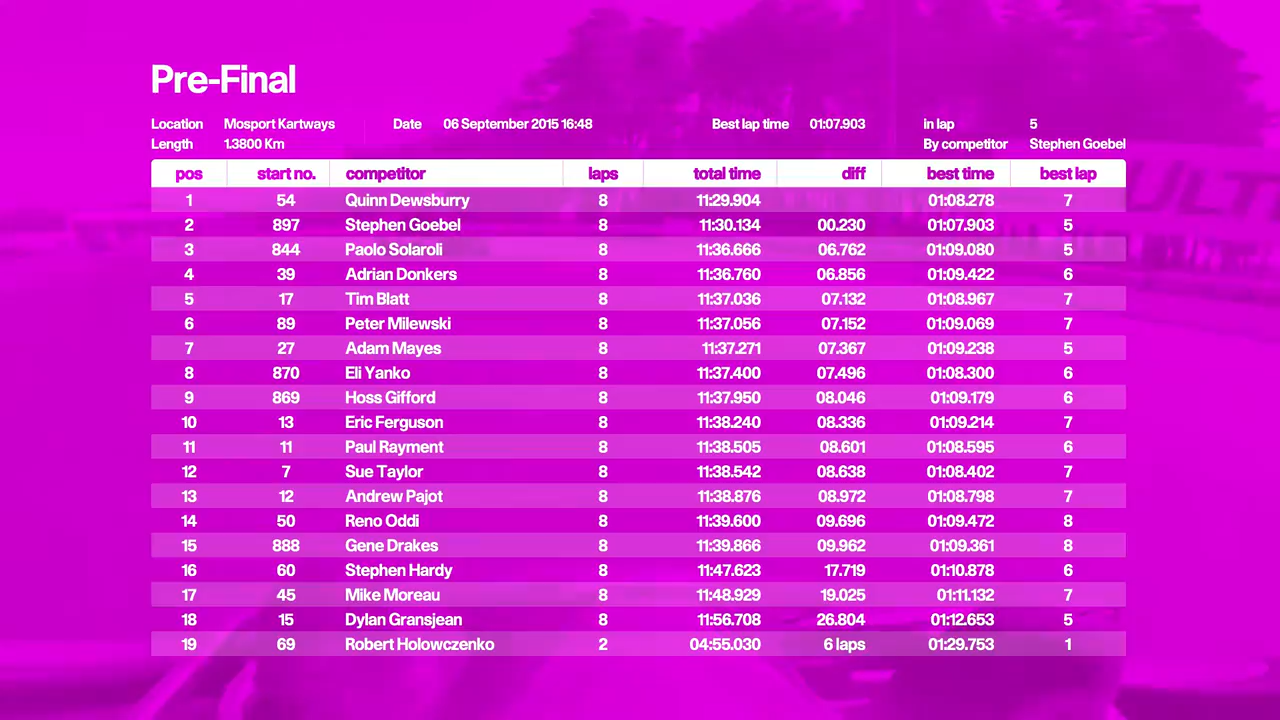 Pre-Final
Location Mosport Kartways Date 06 September 2015 16:48 Best lap time 01:07.903 in lap 5
Length 1.3800 Km By competitor Stephen Goebel
pos start no. competitor laps total time diff best time best lap
1 54 Quinn Dewsburry 8 11:29.904 01:08.278 7
2 897 Stephen Goebel 8 11:30.134 00.230 01:07.903 5
3 844 Paolo Solaroli 8 11:36.666 06.762 01:09.080 5
4 39 Adrian Donkers 8 11:36.760 06.856 01:09.422 6
5 17 Tim Blatt 8 11:37.036 07.132 01:08.967 7
6 89 Peter Milewski 8 11:37.056 07.152 01:09.069 7
7 27 Adam Mayes 8 11:37.271 07.367 01:09.238 5
8 870 Eli Yanko 8 11:37.400 07.496 01:08.300 6
9 869 Hoss Gifford 8 11:37.950 08.046 01:09.179 6
10 13 Eric Ferguson 8 11:38.240 08.336 01:09.214 7
11 11 Paul Rayment 8 11:38.505 08.601 01:08.595 6
12 7 Sue Taylor 8 11:38.542 08.638 01:08.402 7
13 12 Andrew Pajot 8 11:38.876 08.972 01:08.798 7
14 50 Reno Oddi 8 11:39.600 09.696 01:09.472 8
15 888 Gene Drakes 8 11:39.866 09.962 01:09.361 8
16 60 Stephen Hardy 8 11:47.623 17.719 01:10.878 6
17 45 Mike Moreau 8 11:48.929 19.025 01:11.132 7
18 15 Dylan Gransjean 8 11:56.708 26.804 01:12.653 5
19 69 Robert Holowczenko 2 04:55.030 6 laps 01:29.753 1